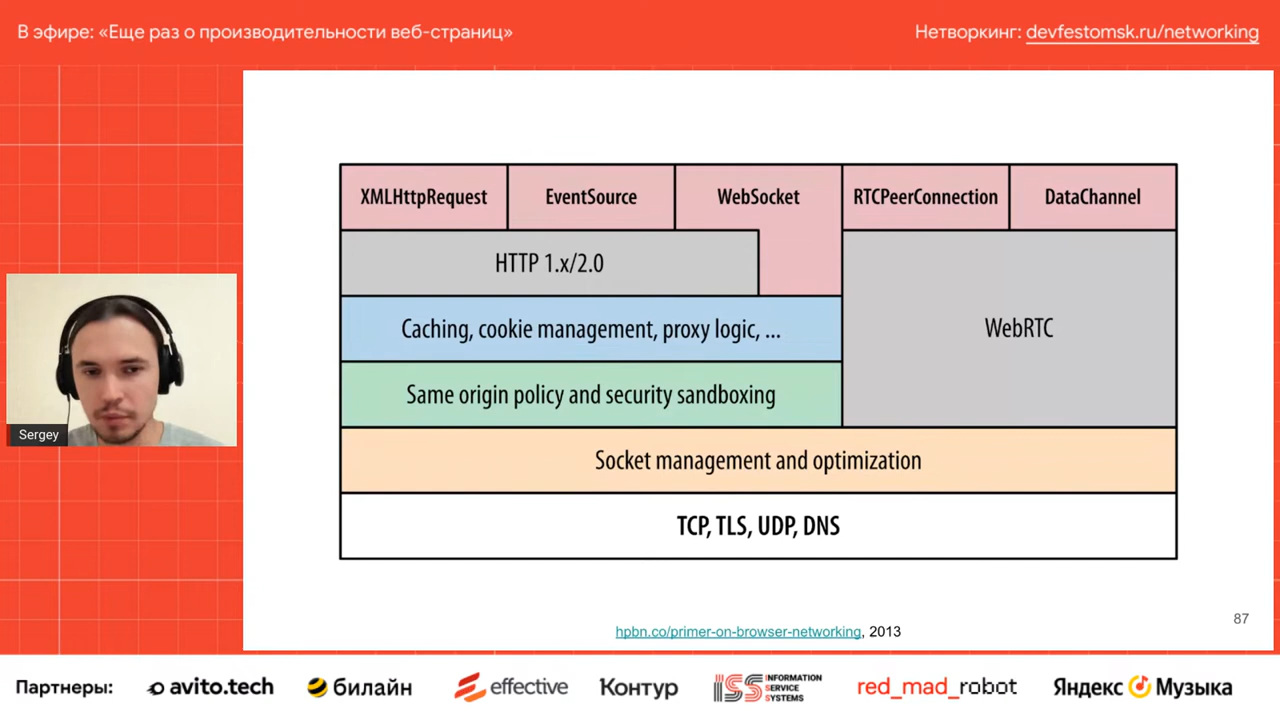 В эфире: «Еще раз о производительности веб-страниц»
Нетворкинг: devfestomsk.ru/networking
XMLHttpRequest
EventSource
WebSocket
RTCPeerConnection
DataChannel
HTTP 1.x/2.0
WebRTC
Caching, cookie management, proxy logic, ...
Same origin policy and security sandboxing
Socket management and optimization
TCP, TLS, UDP, DNS
Sergey
87
hpbn.co/primer-on-browser-networking, 2013
Партнеры:
avito.tech
билайн
effective
Контур
ISS INFORMATION
SERVICE
SYSTEMS
red_mad_robot
Яндекс Музыка